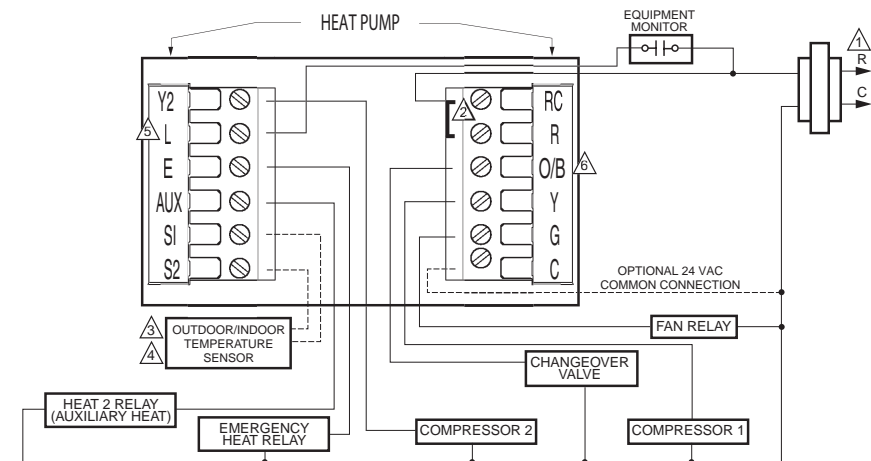 HEAT PUMP
EQUIPMENT
MONITOR
1
R
C
Y2
L
E
AUX
S1
S2
5
2
RC
R
O/B
Y
G
C
6
OPTIONAL 24 VAC
COMMON CONNECTION
3
4
OUTDOOR/INDOOR
TEMPERATURE
SENSOR
FAN RELAY
CHANGEOVER
VALVE
HEAT 2 RELAY
(AUXILIARY HEAT)
EMERGENCY
HEAT RELAY
COMPRESSOR 2
COMPRESSOR 1